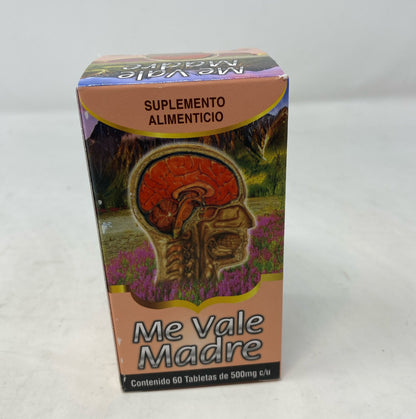 Me Vale
Madre
SUPLEMENTO
ALIMENTICIO
Me Vale
Madre
Contenido 60 Tabletas de 500mg c/u